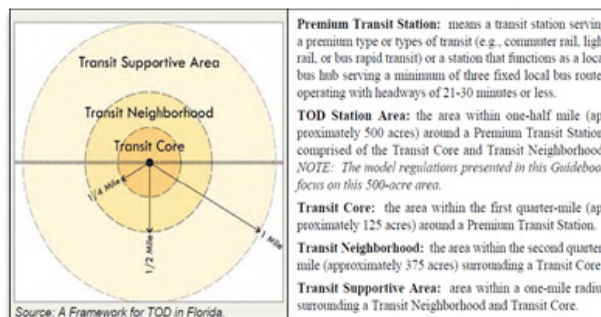 Transit Supportive Area
Transit Neighborhood
Transit Core
1/4 Mile
1/2 Mile
1 Mile
Source: A Framework for TOD in Florida.
Premium Transit Station: means a transit station servin
a premium type or types of transit (e.g., commuter rail, ligh
rail, or bus rapid transit) or a station that functions as a loca
bus hub serving a minimum of three fixed local bus route
operating with headways of 21-30 minutes or less.
TOD Station Area: the area within one-half mile (ap
proximately 500 acres) around a Premium Transit Station
comprised of the Transit Core and Transit Neighborhood
NOTE: The model regulations presented in this Guideboo
focus on this 500-acre area.
Transit Core: the area within the first quarter-mile (ap
proximately 125 acres) around a Premium Transit Station.
Transit Neighborhood: the area within the second quarter
mile (approximately 375 acres) surrounding a Transit Core
Transit Supportive Area: area within a one-mile radiu
surrounding a Transit Neighborhood and Transit Core.